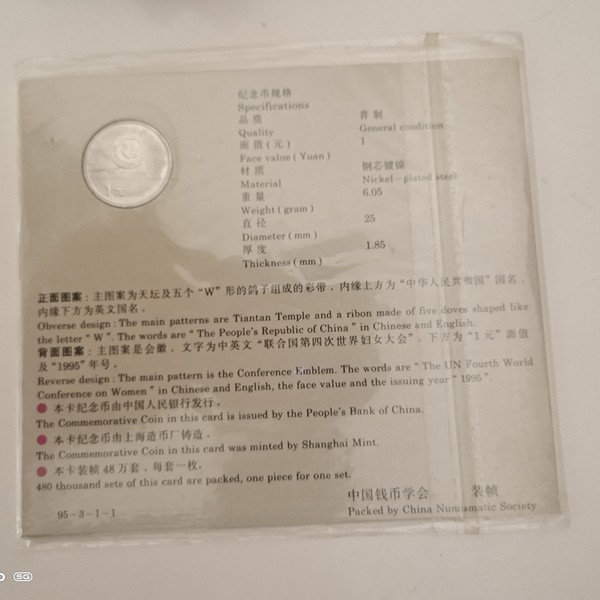 纪念币规格
Specifications
品质 普制
Quality General condition
面值(元) 1
Face value (Yuan)
材质 钢芯镀镍
Material Nickel-plated steel
重量 6.05
Weight (gram)
直径 25
Diameter (mm)
厚度 1.85
Thickness (mm)
1元
正面图案：主图案为天坛及五个“W”形的鸽子组成的彩带，内缘上方为“中华人民共和国”国名，
内缘下方为英文国名。
Obverse design: The main patterns are Tiantan Temple and a ribon made of five doves shaped like
the letter “W”. The words are “The People's Republic of China” in Chinese and English.
背面图案：主图案是会徽，文字为中英文“联合国第四次世界妇女大会”，下方为“1元”面值
及“1995”年号。
Reverse design: The main pattern is the Conference Emblem. The words are “The UN Fourth World
Conference on Women” in Chinese and English, the face value and the issuing year “1995”.
● 本卡纪念币由中国人民银行发行。
The Commemorative Coin in this card is issued by the People's Bank of China.
● 本卡纪念币由上海造币厂铸造。
The Commemorative Coin in this card was minted by Shanghai Mint.
● 本卡装帧48万套，每套一枚。
480 thousand sets of this card are packed, one piece for one set.
中国钱币学会 装帧
95-3-1-1
Packed by China Numismatic Society
5G